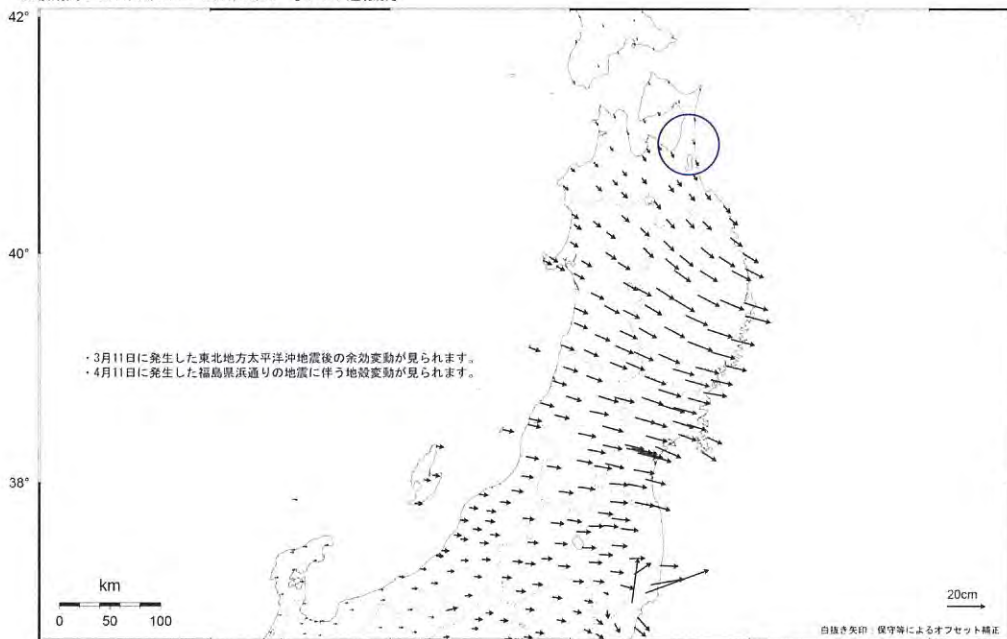 42°
40°
・3月11日に発生した東北地方太平洋沖地震後の余効変動が見られます。
・4月11日に発生した福島県浜通りの地震に伴う地殻変動が見られます。
38°
km
0 50 100
20cm
白抜き矢印：保守等によるオフセット補正